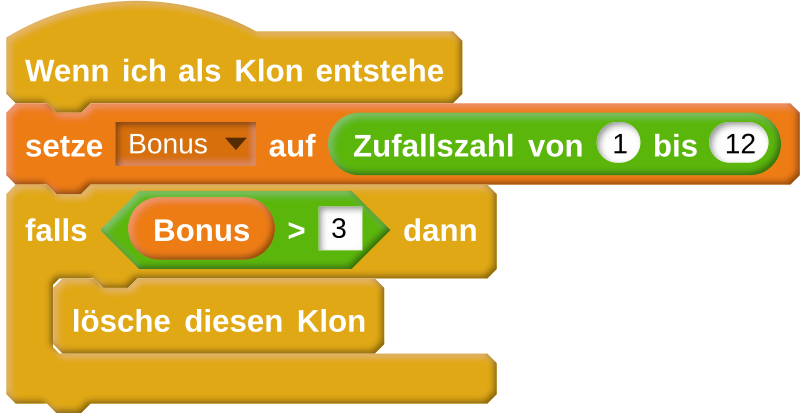 Wenn ich als Klon entstehe
setze Bonus auf Zufallszahl von 1 bis 12
falls Bonus > 3 dann
lösche diesen Klon